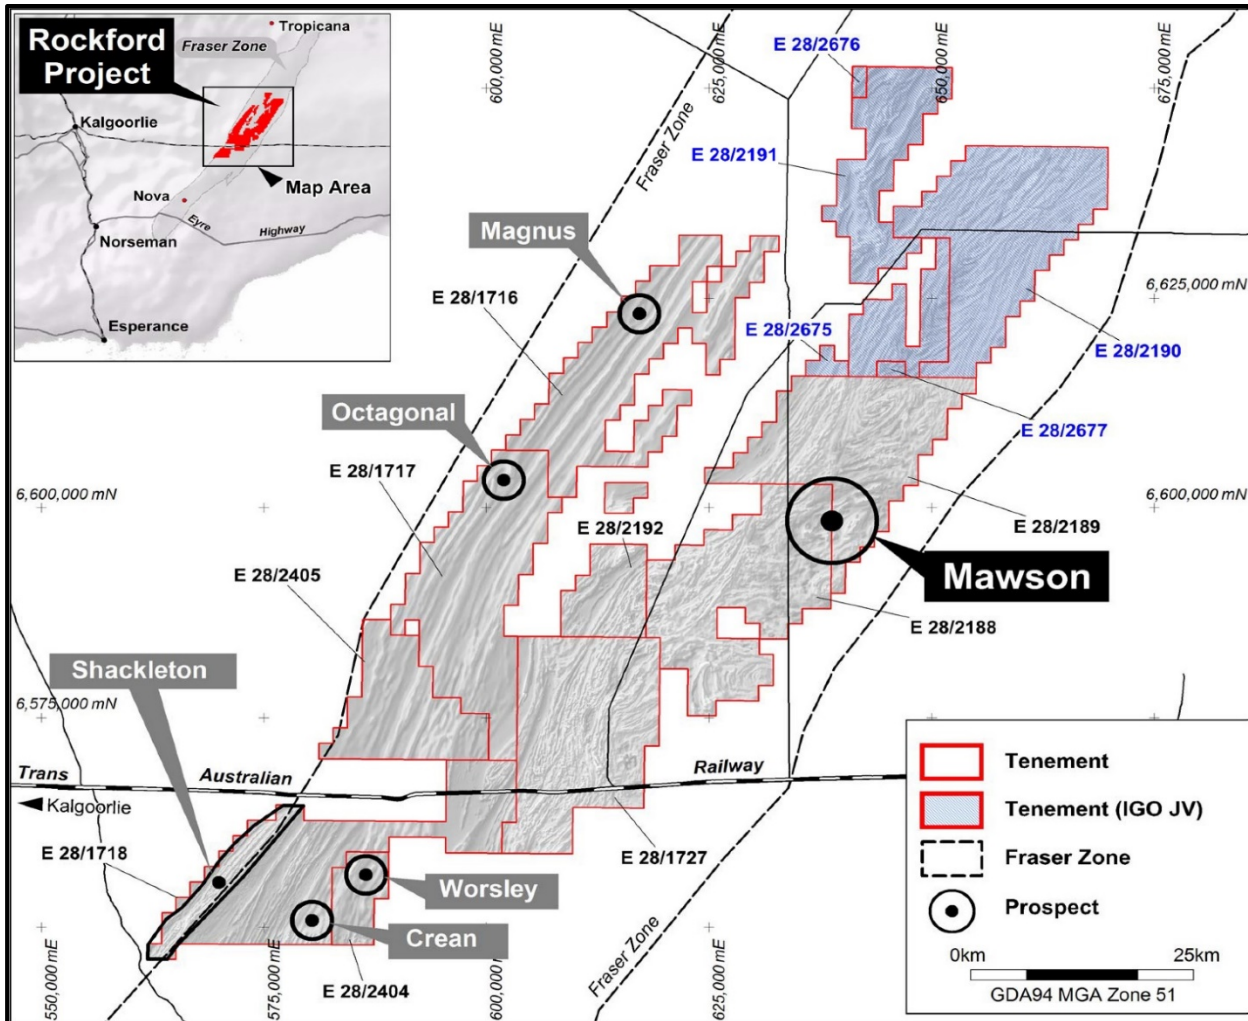 Rockford
Project
Tropicana
Fraser Zone
Kalgoorlie
Map Area
Nova
Eyre
Highway
Norseman
Esperance
600,000 mE
625,000 mE
650,000 mE
675,000 mE
E 28/2676
Fraser Zone
E 28/2191
Magnus
E 28/1716
6,625,000 mN
E 28/2675
E 28/2190
Octagonal
E 28/2677
E 28/1717
6,600,000 mN
6,600,000 mN
E 28/2192
E 28/2189
E 28/2405
Mawson
E 28/2188
Shackleton
6,575,000 mN
Trans
Australian
Railway
Kalgoorlie
E 28/1718
E 28/1727
Worsley
Crean
E 28/2404
550,000 mE
575,000 mE
600,000 mE
625,000 mE
Fraser Zone
Tenement
Tenement (IGO JV)
Fraser Zone
Prospect
0km
25km
GDA94 MGA Zone 51